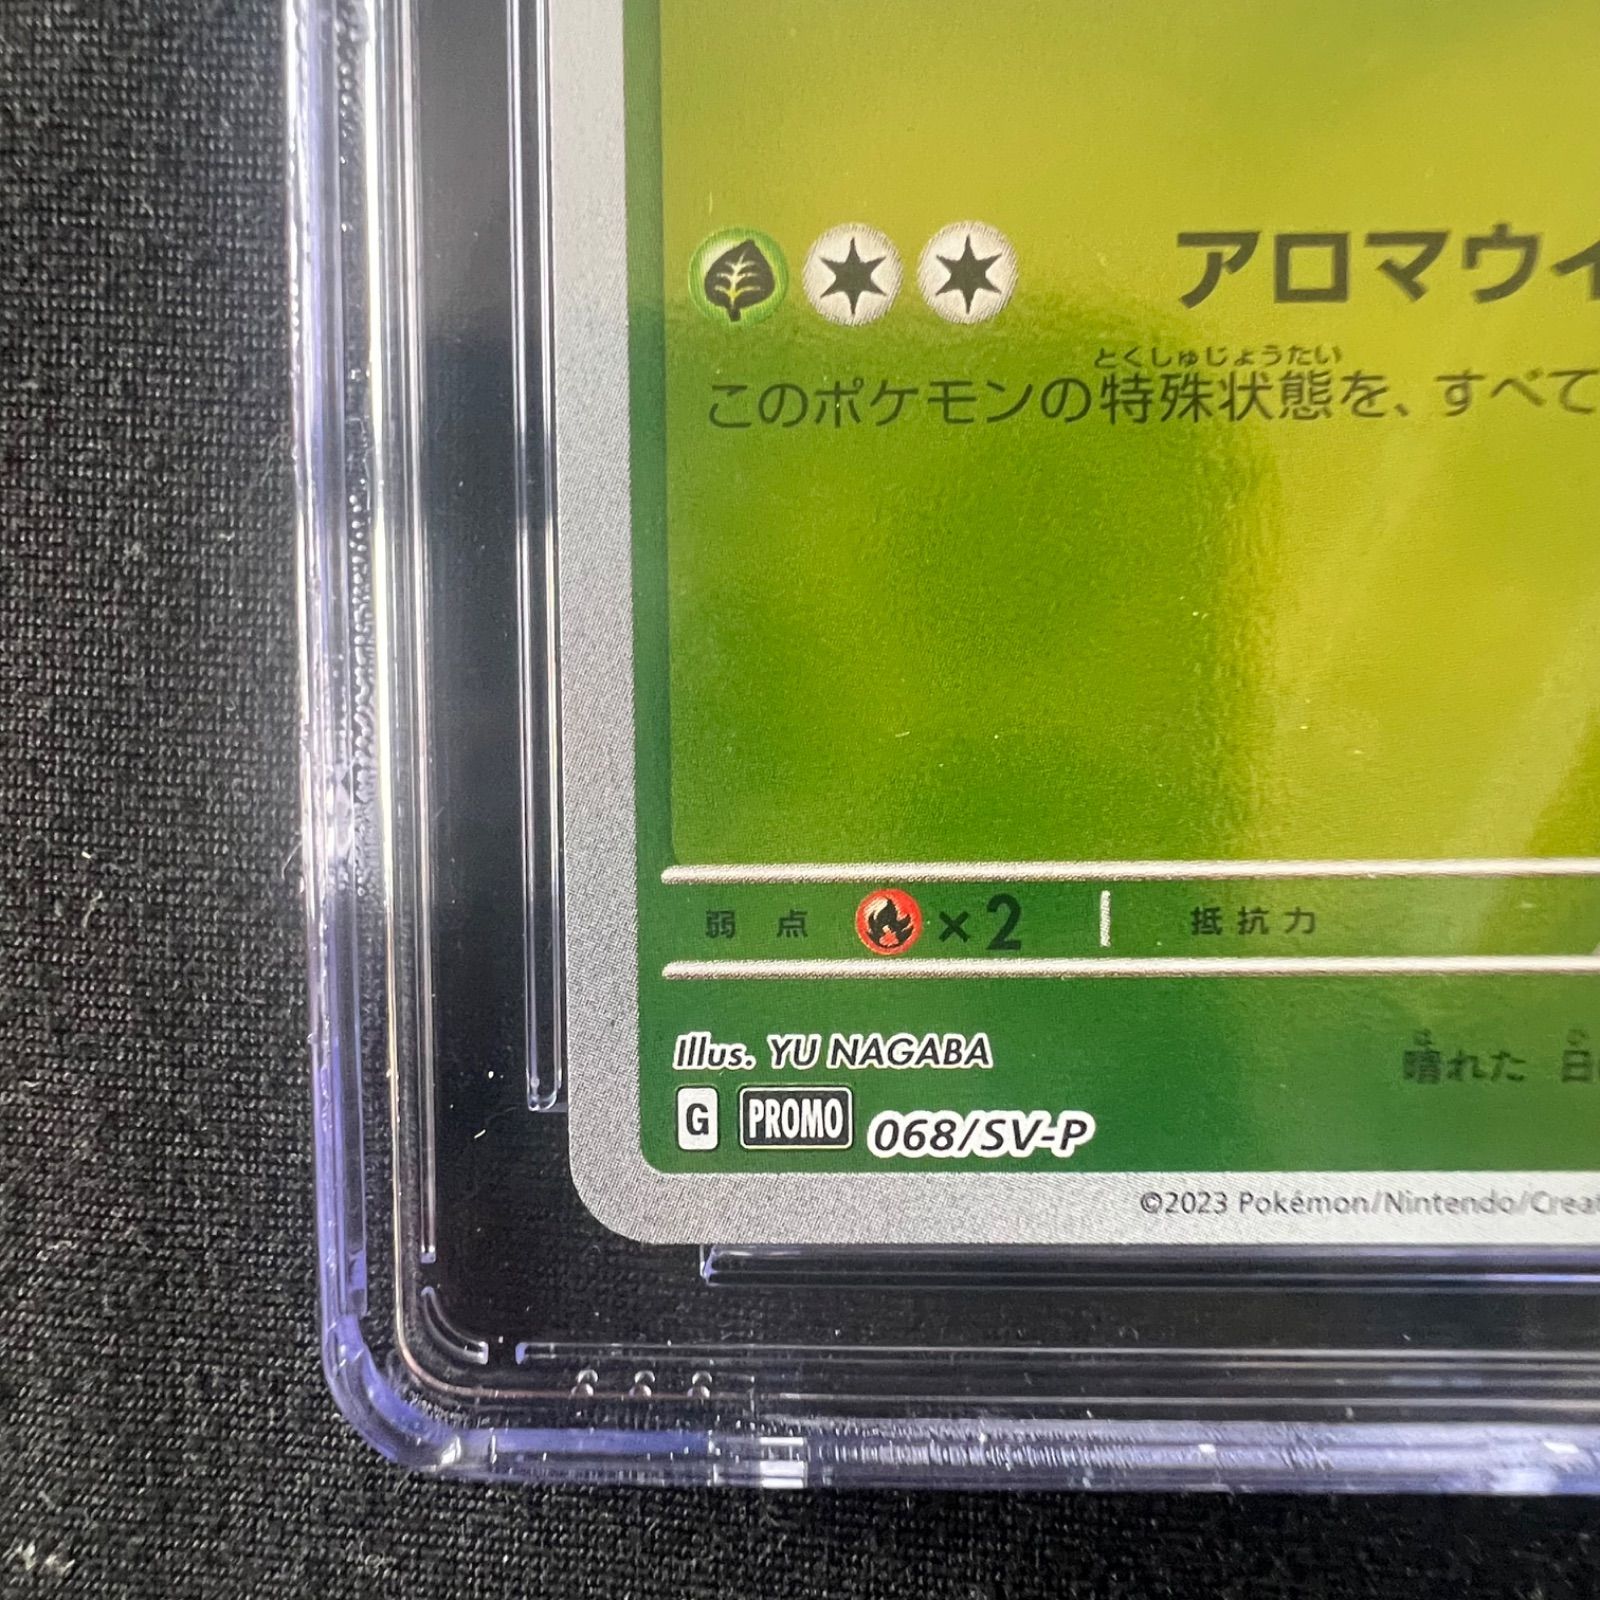 アロマウイ
とくしゅじょうたい
このポケモンの特殊状態を、すべて
弱点 ×2 抵抗力
Illus. YU NAGABA
は
晴れた 日
G PROMO 068/SV-P
©2023 Pokémon/Nintendo/Creat